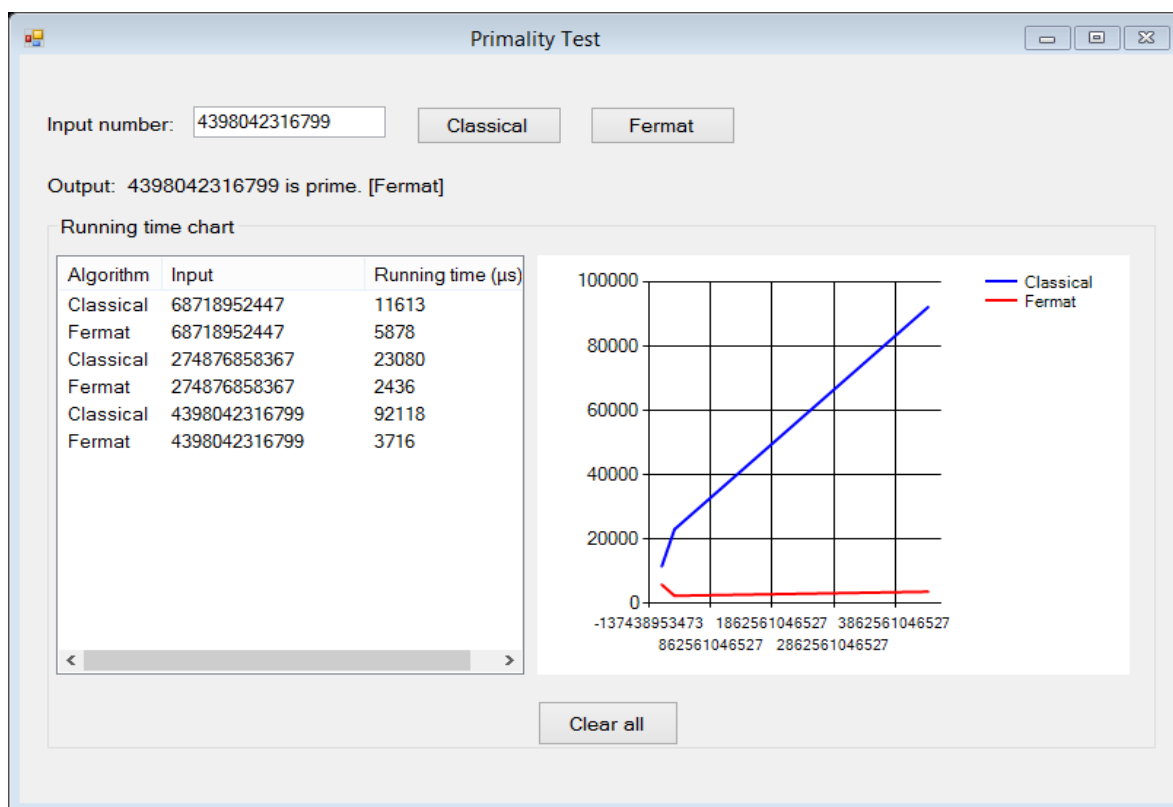 Primality Test
Input number: 4398042316799 Classical Fermat
Output: 4398042316799 is prime. [Fermat]
Running time chart
Algorithm Input Running time (µs)
Classical 68718952447 11613
Fermat 68718952447 5878
Classical 274876858367 23080
Fermat 274876858367 2436
Classical 4398042316799 92118
Fermat 4398042316799 3716
100000
80000
60000
40000
20000
0
-137438953473 1862561046527 3862561046527
862561046527 2862561046527
Classical
Fermat
Clear all